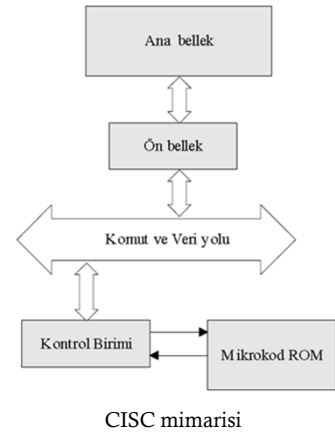 Ana bellek
Ön bellek
Komut ve Veri yolu
Kontrol Birimi
Mikrokod ROM
CISC mimarisi